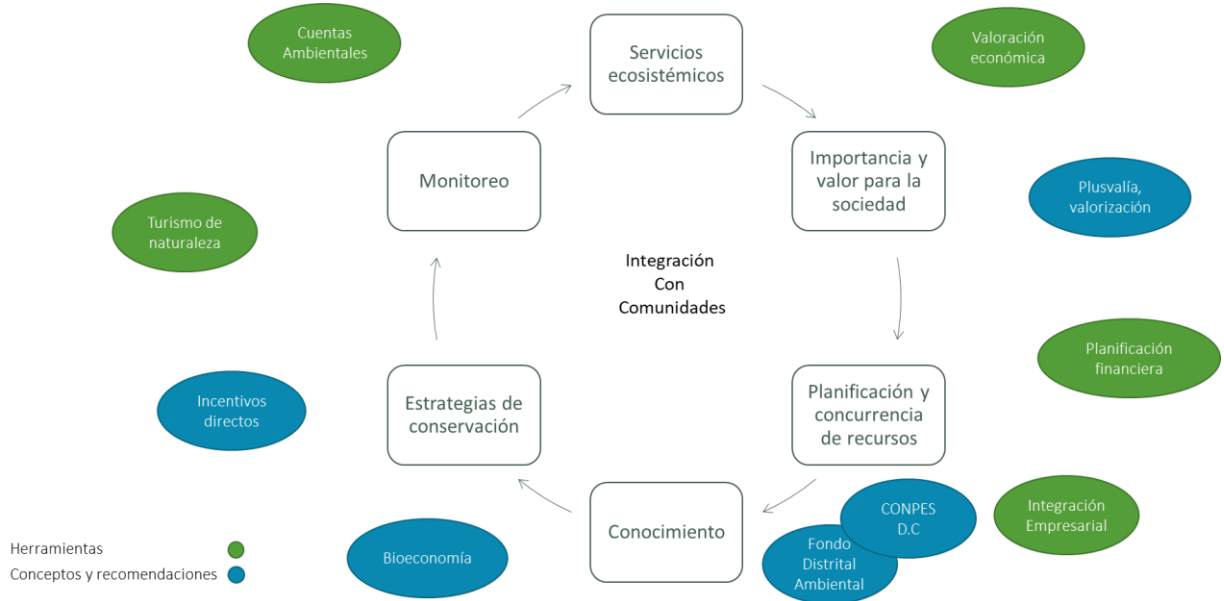 Cuentas
Ambientales
Servicios
ecosistémicos
Valoración
económica
Monitoreo
Importancia y
valor para la
sociedad
Plusvalía,
valorización
Turismo de
naturaleza
Integración
Con
Comunidades
Planificación
financiera
Incentivos
directos
Estrategias de
conservación
Planificación y
concurrencia
de recursos
Conocimiento
CONPES
D.C
Integración
Empresarial
Fondo
Distrital
Ambiental
Bioeconomía
Herramientas
Conceptos y recomendaciones